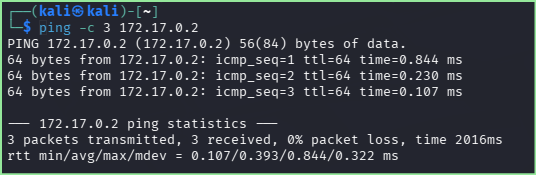 ┌──(kali㉿kali)-[~]
└─$ ping -c 3 172.17.0.2
PING 172.17.0.2 (172.17.0.2) 56(84) bytes of data.
64 bytes from 172.17.0.2: icmp_seq=1 ttl=64 time=0.844 ms
64 bytes from 172.17.0.2: icmp_seq=2 ttl=64 time=0.230 ms
64 bytes from 172.17.0.2: icmp_seq=3 ttl=64 time=0.107 ms

--- 172.17.0.2 ping statistics ---
3 packets transmitted, 3 received, 0% packet loss, time 2016ms
rtt min/avg/max/mdev = 0.107/0.393/0.844/0.322 ms